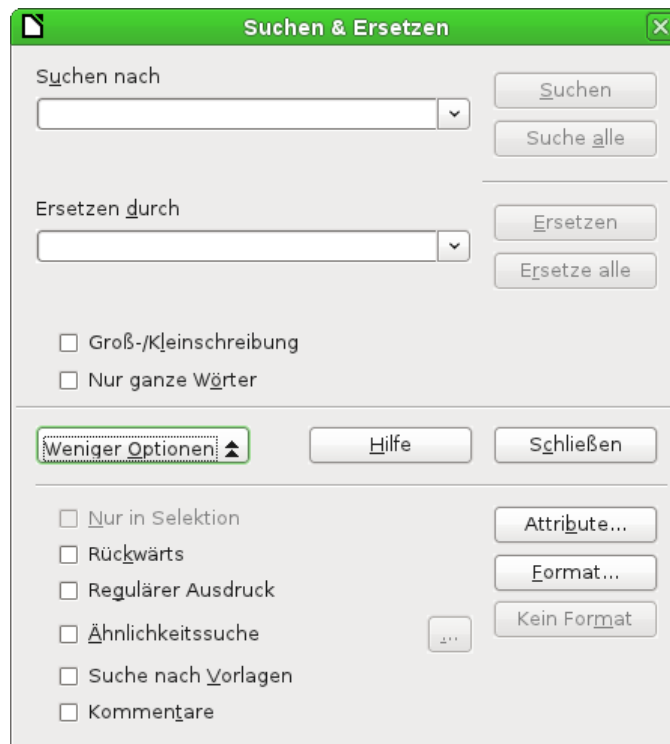 Suchen & Ersetzen
Suchen nach
Suchen
Suche alle
Ersetzen durch
Ersetzen
Ersetze alle
Groß-/Kleinschreibung
Nur ganze Wörter
Weniger Optionen
Hilfe
Schließen
Nur in Selektion
Attribute...
Rückwärts
Format...
Regulärer Ausdruck
Kein Format
Ähnlichkeitssuche
...
Suche nach Vorlagen
Kommentare